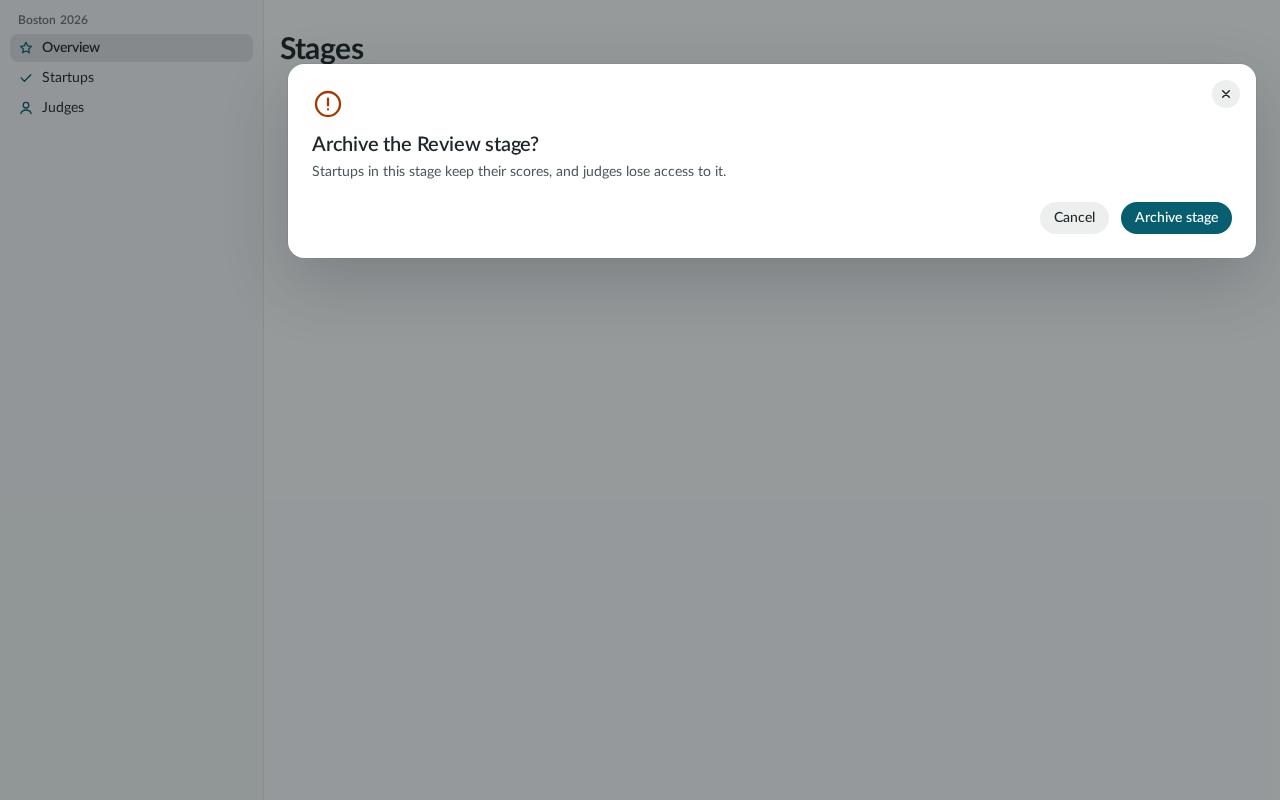 Boston 2026
Overview
Startups
Judges
Stages
Archive the Review stage?
Startups in this stage keep their scores, and judges lose access to it.
Cancel
Archive stage